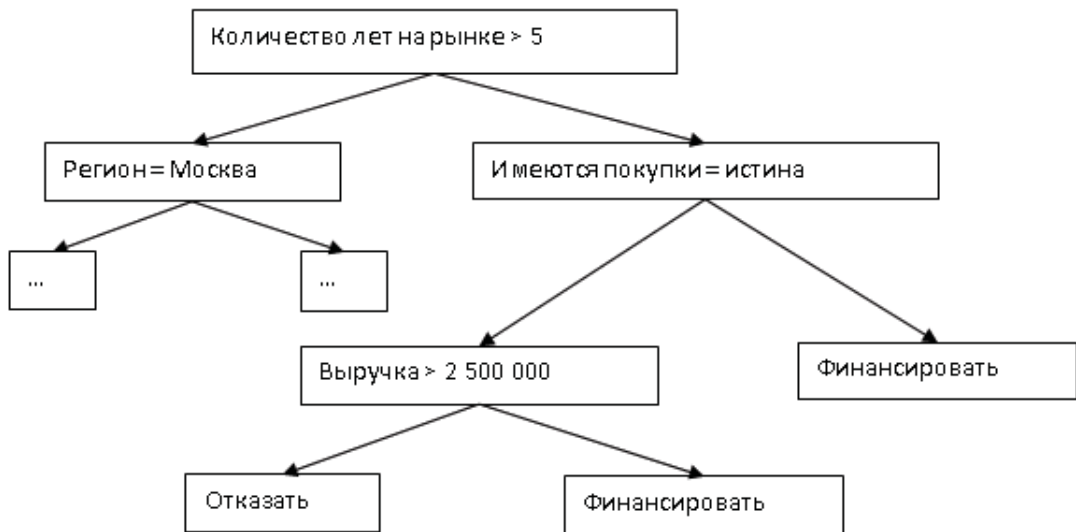 Количество лет на рынке > 5
Регион = Москва
Имеются покупки = истина
...
...
Выручка > 2 500 000
Финансировать
Отказать
Финансировать